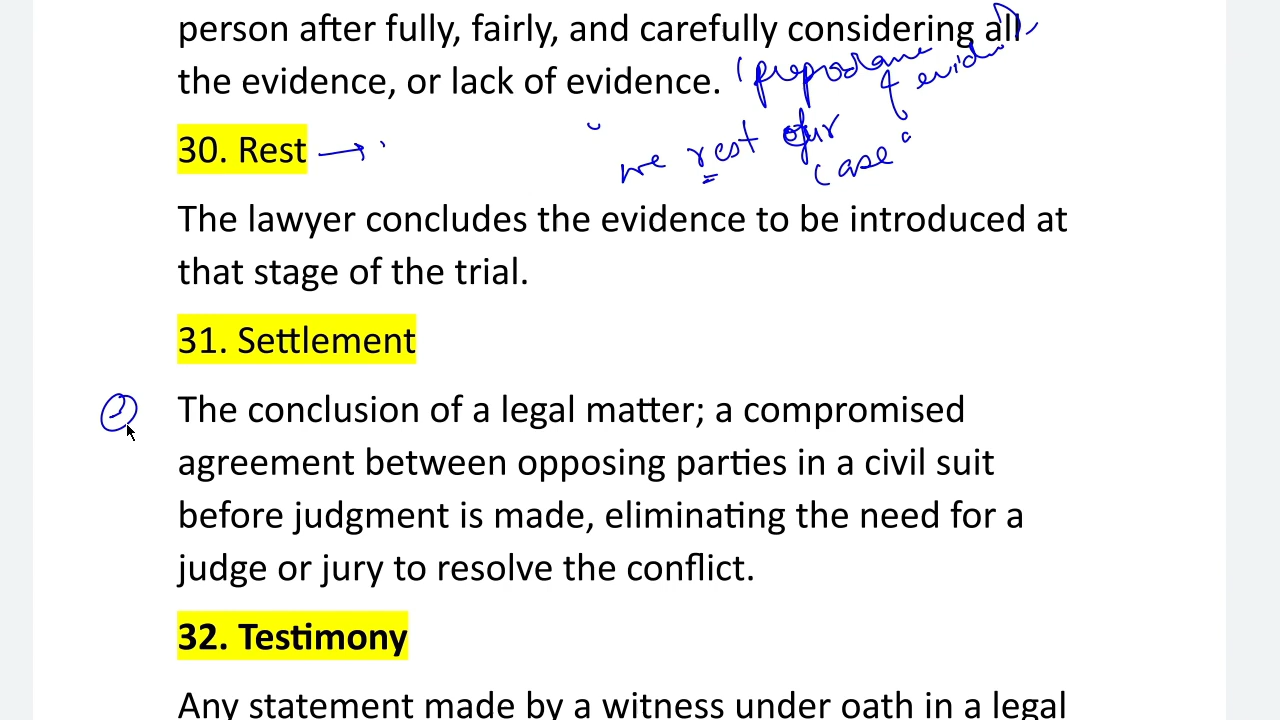 person after fully, fairly, and carefully considering all
the evidence, or lack of evidence.
30. Rest
we rest our case"
The lawyer concludes the evidence to be introduced at
that stage of the trial.
31. Settlement
The conclusion of a legal matter; a compromised
agreement between opposing parties in a civil suit
before judgment is made, eliminating the need for a
judge or jury to resolve the conflict.
32. Testimony
Any statement made by a witness under oath in a legal